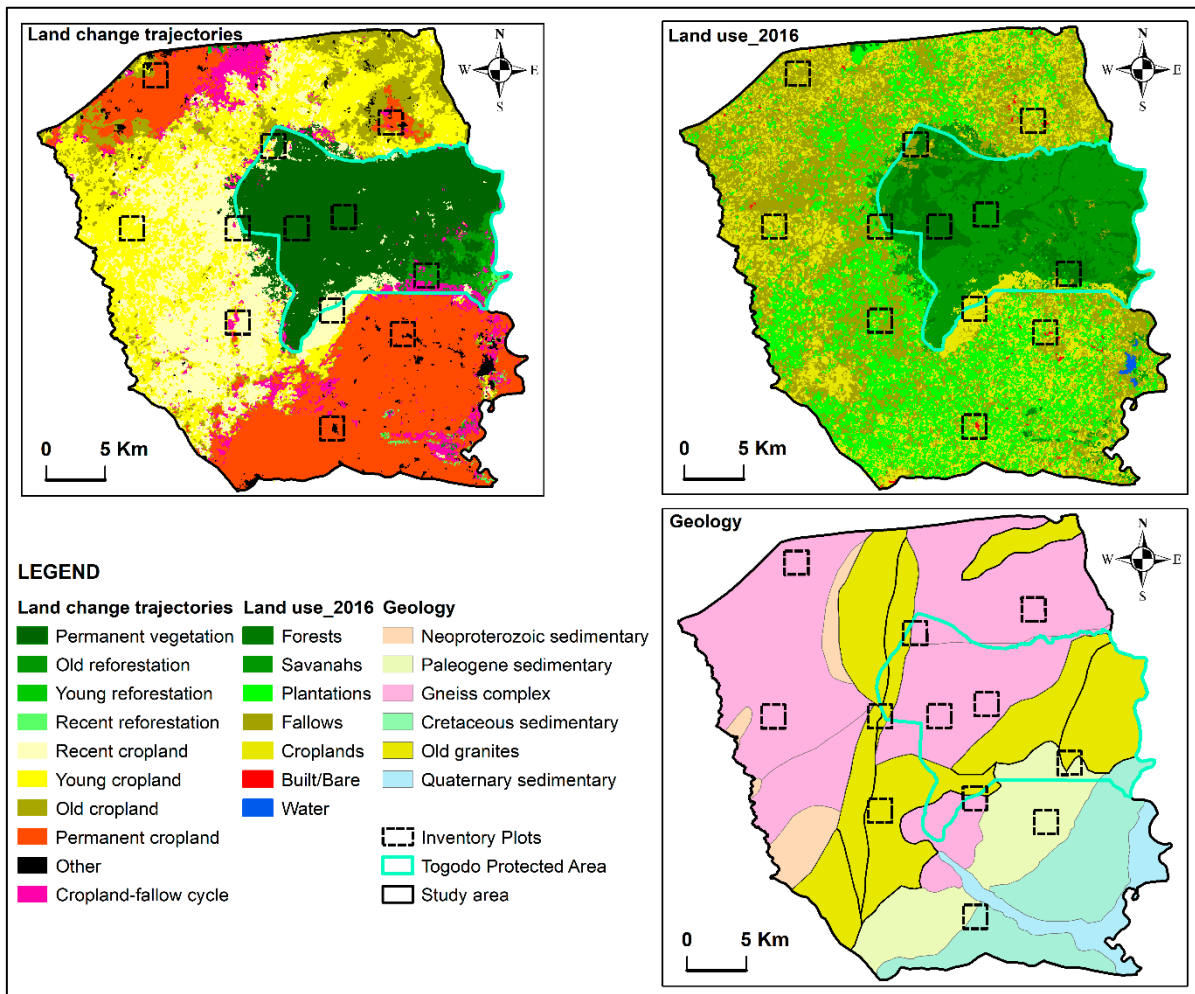 Land change trajectories
N
W
E
S
0
5 Km
Land use_2016
N
W
E
S
0
5 Km
Geology
N
W
E
S
0
5 Km
LEGEND
Land change trajectories
Permanent vegetation
Old reforestation
Young reforestation
Recent reforestation
Recent cropland
Young cropland
Old cropland
Permanent cropland
Other
Cropland-fallow cycle
Land use_2016
Forests
Savanahs
Plantations
Fallows
Croplands
Built/Bare
Water
Geology
Neoproterozoic sedimentary
Paleogene sedimentary
Gneiss complex
Cretaceous sedimentary
Old granites
Quaternary sedimentary
Inventory Plots
Togodo Protected Area
Study area